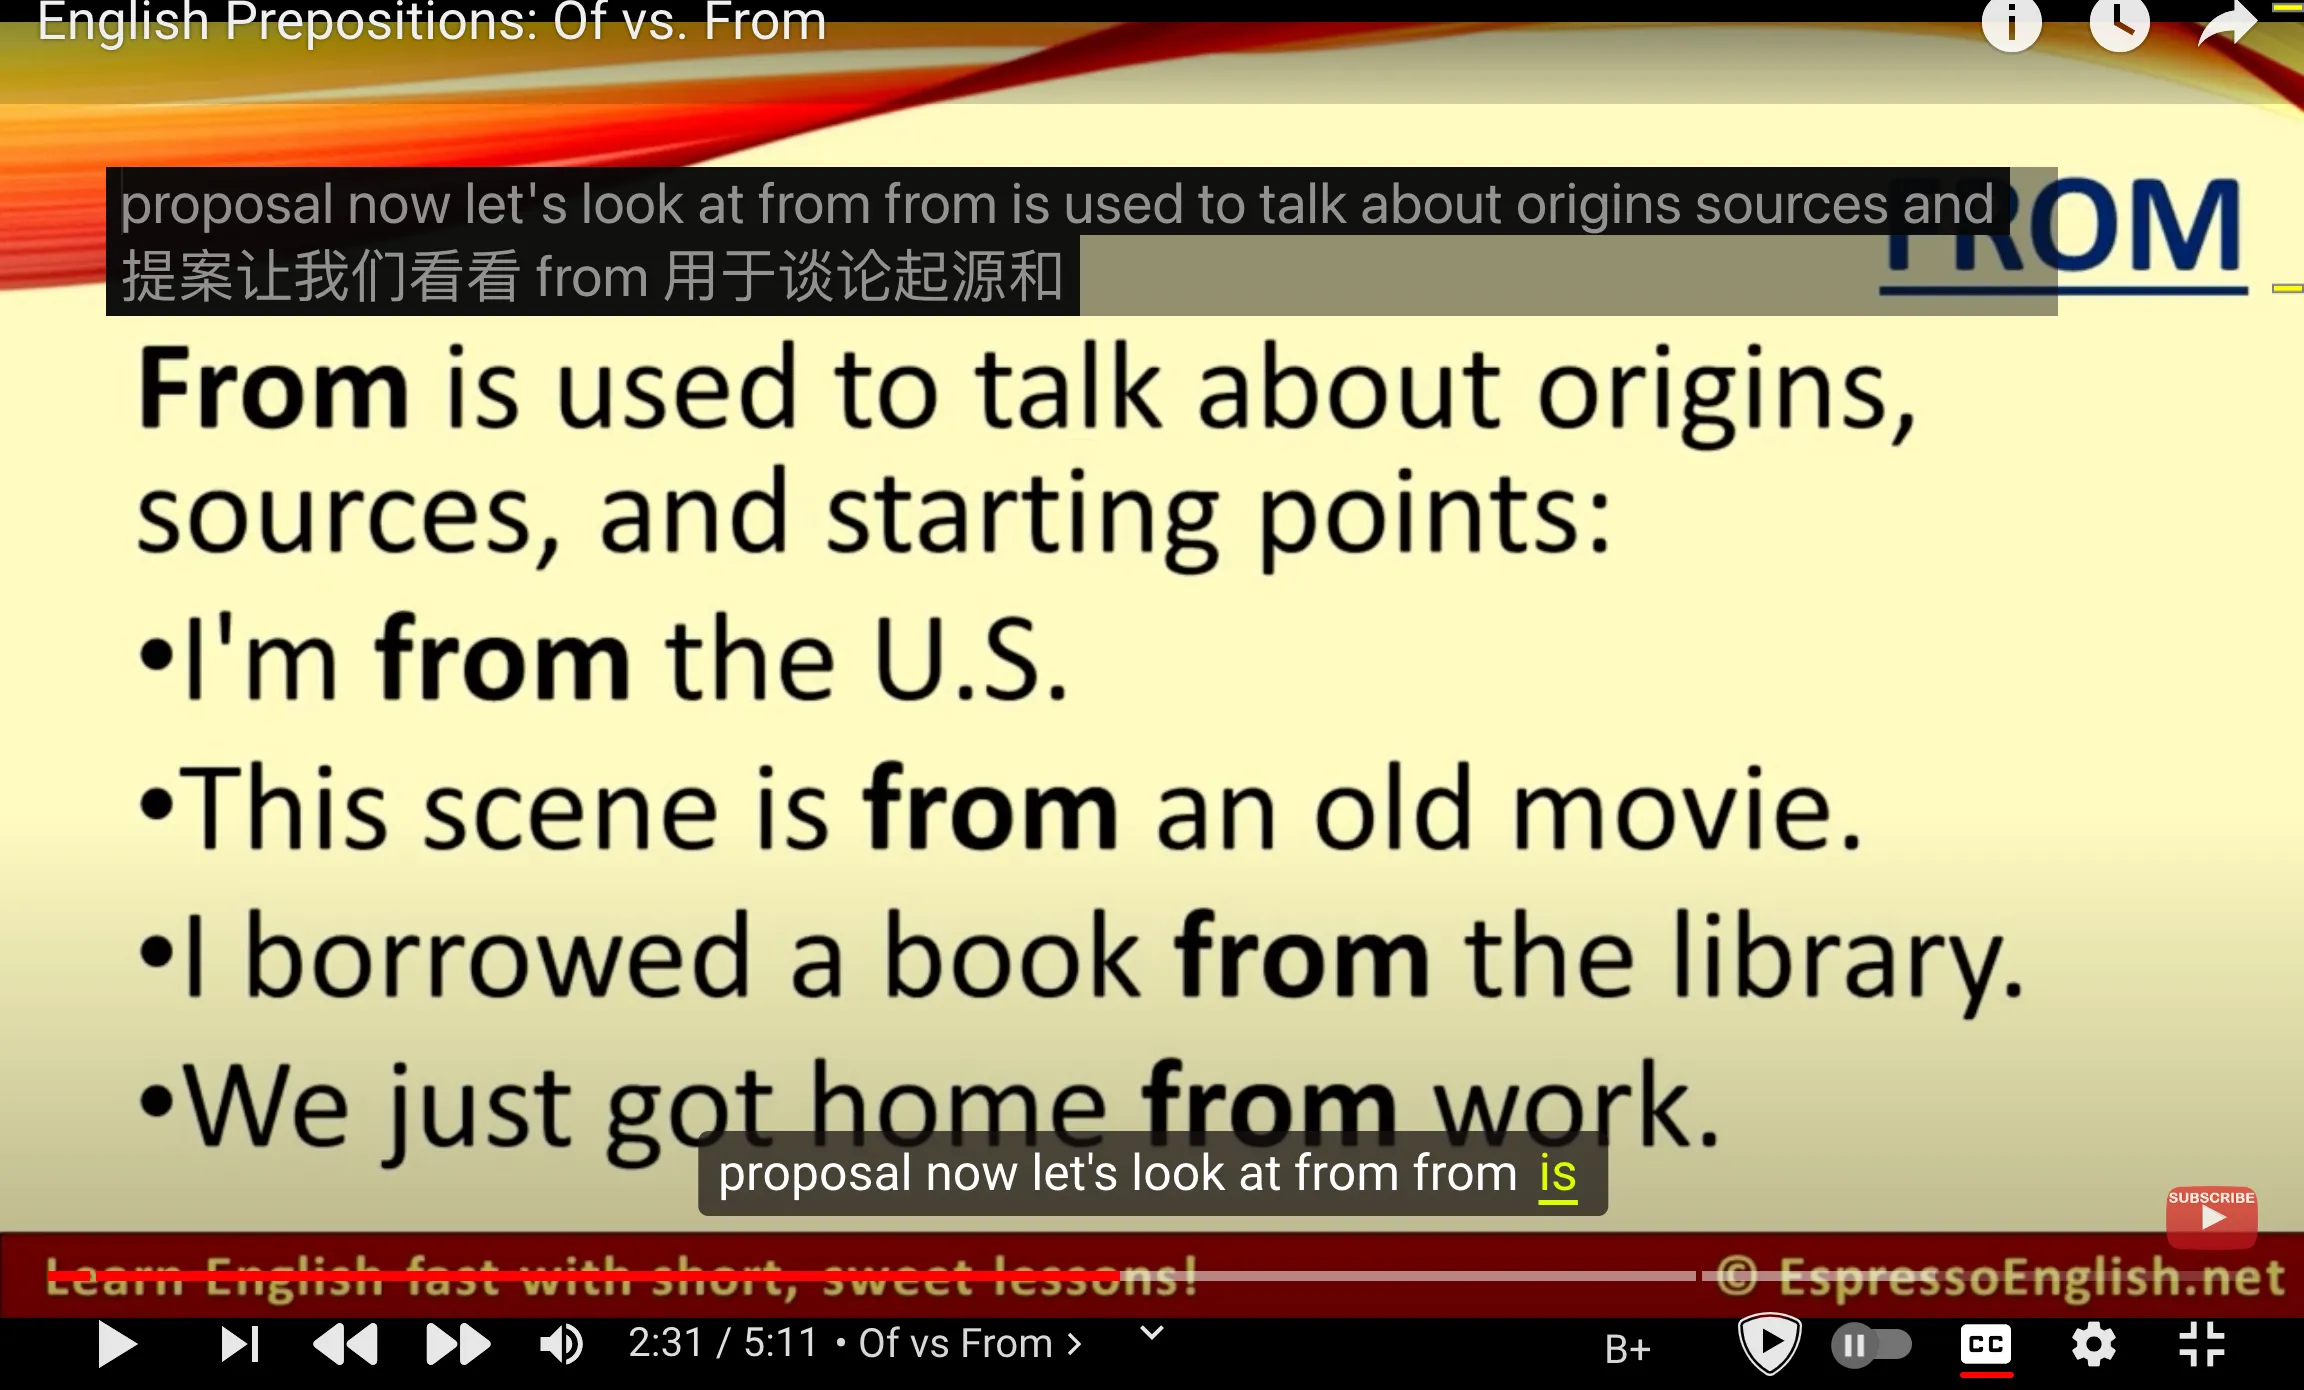 English Prepositions: Of vs. From
FROM
proposal now let's look at from from is used to talk about origins sources and
提案让我们看看 from 用于谈论起源和
From is used to talk about origins,
sources, and starting points:
•I'm from the U.S.
•This scene is from an old movie.
•I borrowed a book from the library.
•We just got home from work.
proposal now let's look at from from is
SUBSCRIBE
Learn English fast with short, sweet lessons!
© EspressoEnglish.net
2:31 / 5:11 • Of vs From >
B+
CC